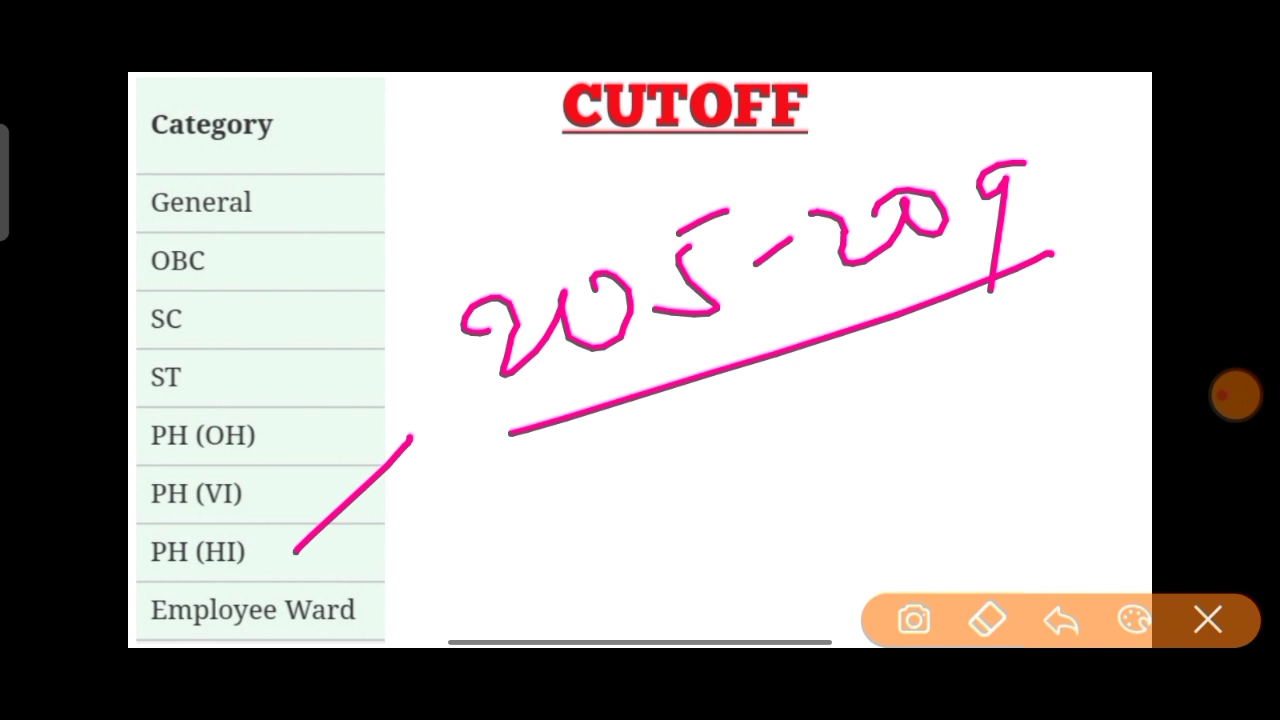 CUTOFF
Category
General
OBC
SC
ST
PH (OH)
PH (VI)
PH (HI)
Employee Ward
205-209